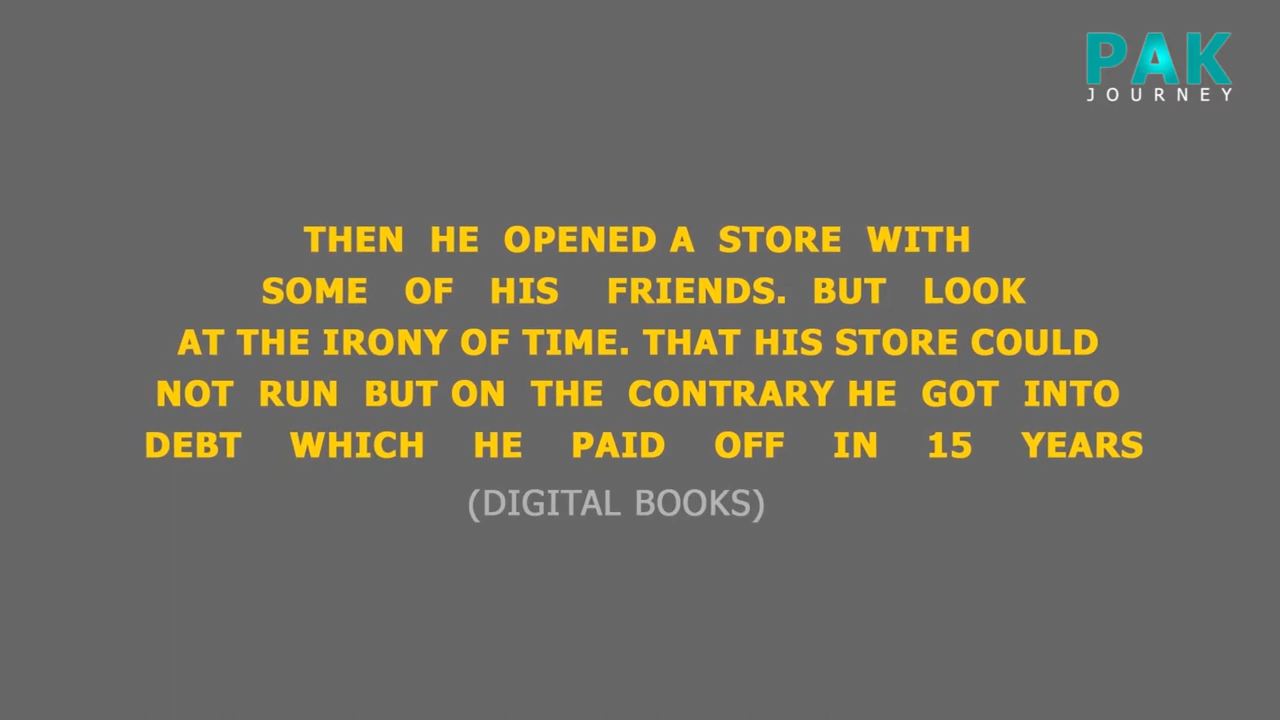 PAK
JOURNEY
THEN HE OPENED A STORE WITH
SOME OF HIS FRIENDS. BUT LOOK
AT THE IRONY OF TIME. THAT HIS STORE COULD
NOT RUN BUT ON THE CONTRARY HE GOT INTO
DEBT WHICH HE PAID OFF IN 15 YEARS
(DIGITAL BOOKS)